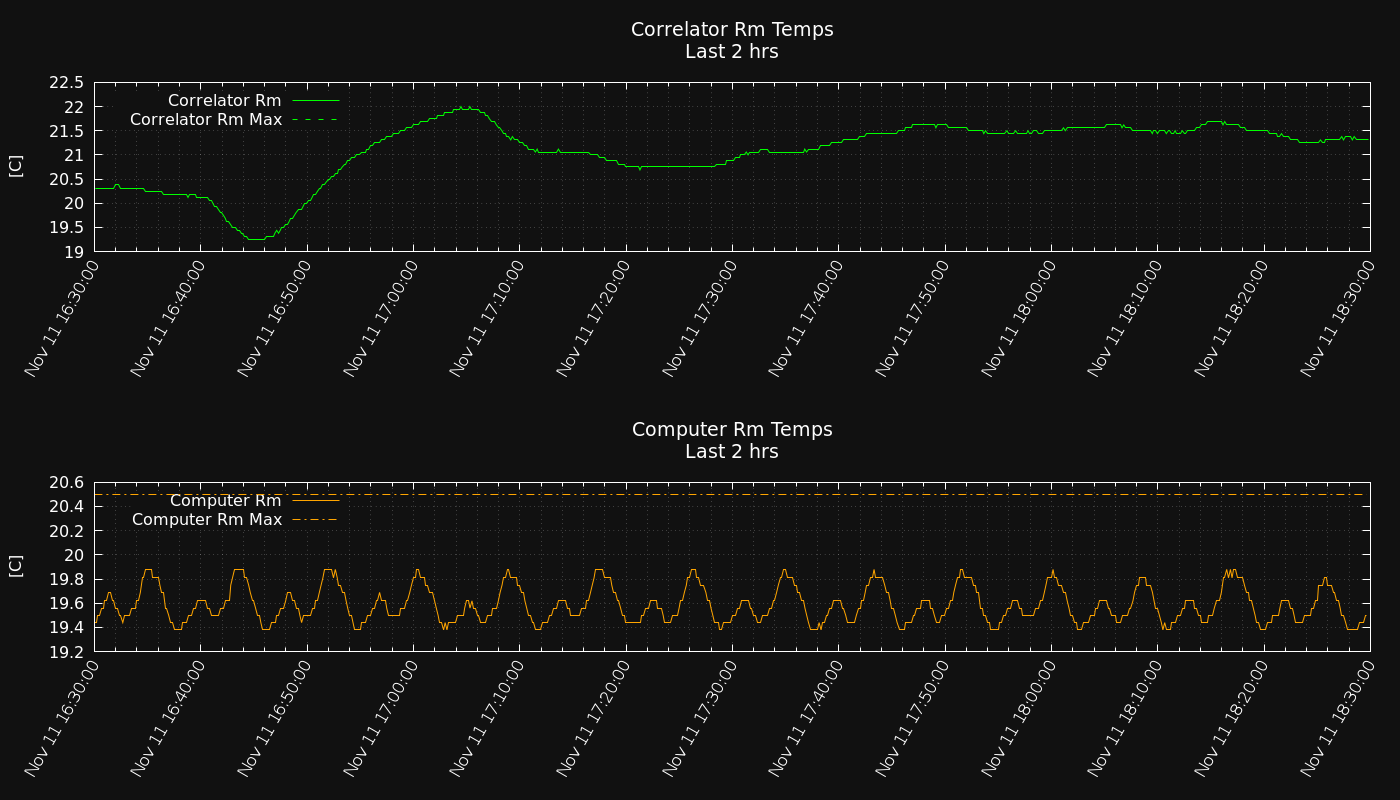 Correlator Rm Temps
Last 2 hrs
22.5
22
21.5
21
20.5
20
19.5
19
[C]
Correlator Rm
Correlator Rm Max
Nov 11 16:30:00
Nov 11 16:40:00
Nov 11 16:50:00
Nov 11 17:00:00
Nov 11 17:10:00
Nov 11 17:20:00
Nov 11 17:30:00
Nov 11 17:40:00
Nov 11 17:50:00
Nov 11 18:00:00
Nov 11 18:10:00
Nov 11 18:20:00
Nov 11 18:30:00
Computer Rm Temps
Last 2 hrs
20.6
20.4
20.2
20
19.8
19.6
19.4
19.2
[C]
Computer Rm
Computer Rm Max
Nov 11 16:30:00
Nov 11 16:40:00
Nov 11 16:50:00
Nov 11 17:00:00
Nov 11 17:10:00
Nov 11 17:20:00
Nov 11 17:30:00
Nov 11 17:40:00
Nov 11 17:50:00
Nov 11 18:00:00
Nov 11 18:10:00
Nov 11 18:20:00
Nov 11 18:30:00